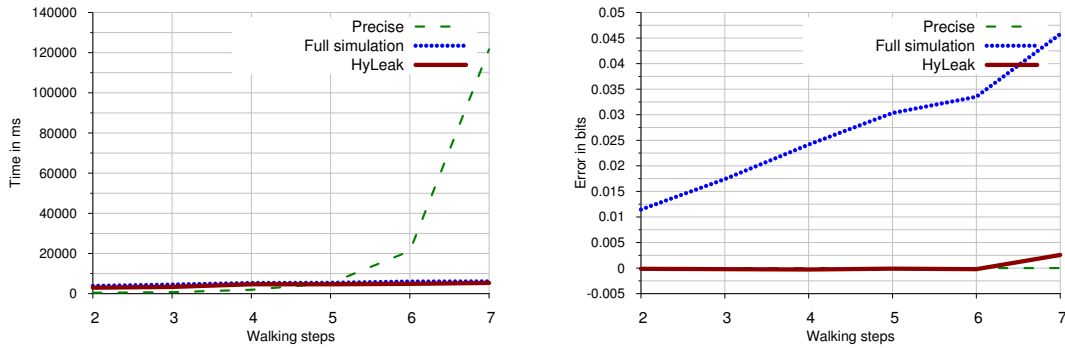 140000
120000
100000
80000
60000
40000
20000
0
Time in ms
Precise
Full simulation
HyLeak
2 3 4 5 6 7
Walking steps
0.05
0.045
0.04
0.035
0.03
0.025
0.02
0.015
0.01
0.005
0
-0.005
Error in bits
Precise
Full simulation
HyLeak
2 3 4 5 6 7
Walking steps